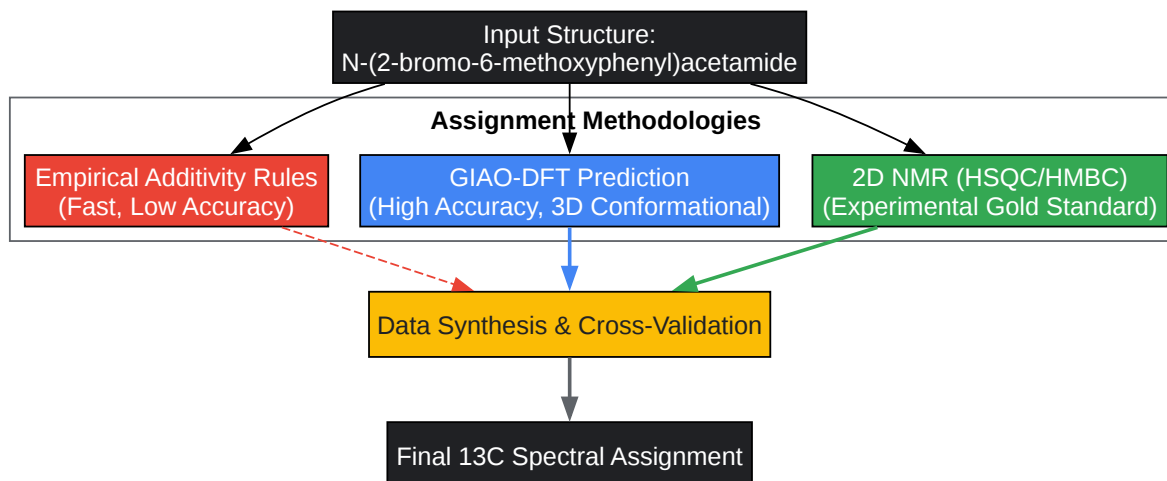 Input Structure:
N-(2-bromo-6-methoxyphenyl)acetamide
Assignment Methodologies
Empirical Additivity Rules
(Fast, Low Accuracy)
GIAO-DFT Prediction
(High Accuracy, 3D Conformational)
2D NMR (HSQC/HMBC)
(Experimental Gold Standard)
Data Synthesis & Cross-Validation
Final 13C Spectral Assignment